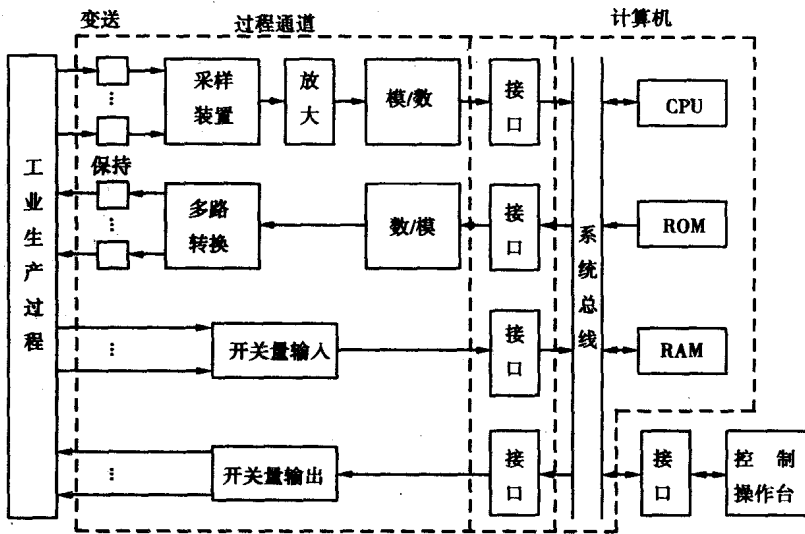 变送
过程通道
计算机
工业生产过程
采样
装置
放大
模/数
接口
CPU
保持
多路
转换
数/模
接口
系统总线
ROM
开关量输入
接口
RAM
开关量输出
接口
接口
控 制
操作台